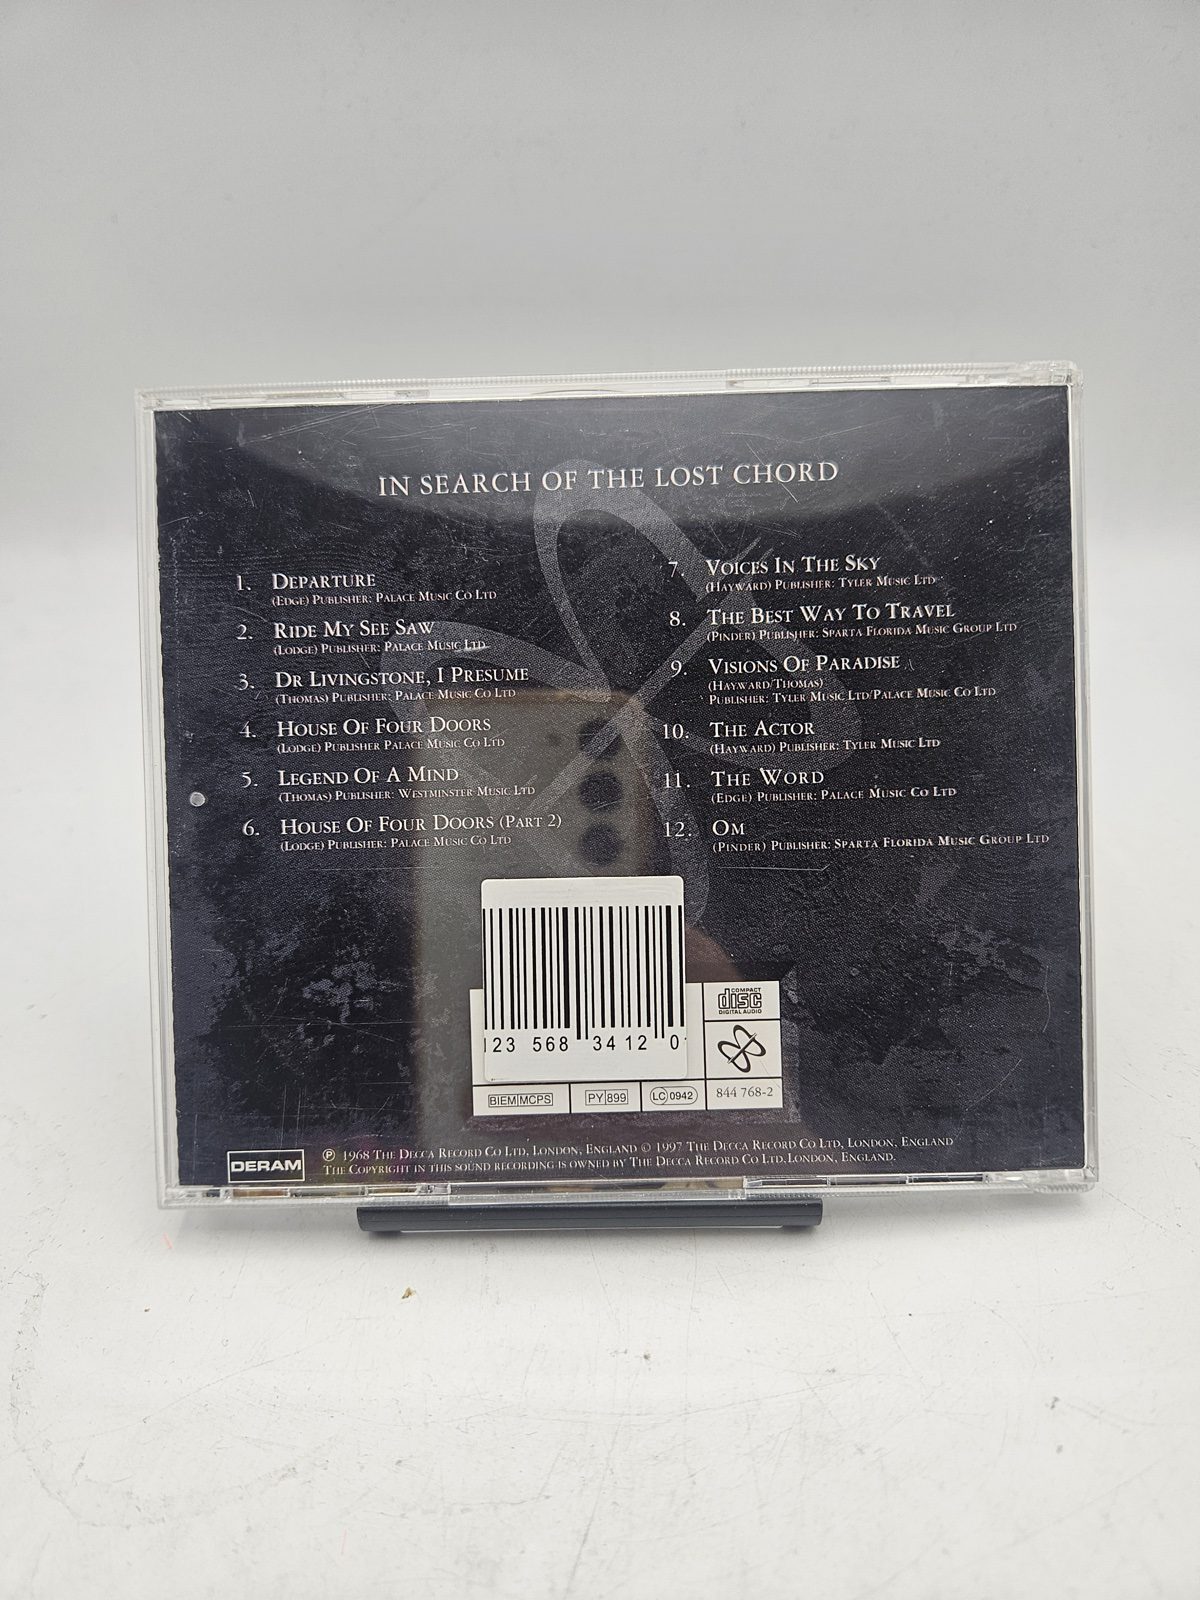 IN SEARCH OF THE LOST CHORD
1. DEPARTURE
(EDGE) PUBLISHER: PALACE MUSIC CO LTD
2. RIDE MY SEE SAW
(LODGE) PUBLISHER: PALACE MUSIC LTD
3. DR LIVINGSTONE, I PRESUME
(THOMAS) PUBLISHER: PALACE MUSIC CO LTD
4. HOUSE OF FOUR DOORS
(LODGE) PUBLISHER PALACE MUSIC CO LTD
5. LEGEND OF A MIND
(THOMAS) PUBLISHER: WESTMINSTER MUSIC LTD
6. HOUSE OF FOUR DOORS (PART 2)
(LODGE) PUBLISHER: PALACE MUSIC CO LTD
7. VOICES IN THE SKY
(HAYWARD) PUBLISHER: TYLER MUSIC LTD
8. THE BEST WAY TO TRAVEL
(PINDER) PUBLISHER: SPARTA FLORIDA MUSIC GROUP LTD
9. VISIONS OF PARADISE
(HAYWARD/THOMAS)
PUBLISHER: TYLER MUSIC LTD/PALACE MUSIC CO LTD
10. THE ACTOR
(HAYWARD) PUBLISHER: TYLER MUSIC LTD
11. THE WORD
(EDGE) PUBLISHER: PALACE MUSIC CO LTD
12. OM
(PINDER) PUBLISHER: SPARTA FLORIDA MUSIC GROUP LTD
123 568 3412 0
COMPACT
disc
DIGITAL AUDIO
BIEM MCPS
PY 899
LC 0942
844 768-2
DERAM
℗ 1968 THE DECCA RECORD CO LTD, LONDON, ENGLAND © 1997 THE DECCA RECORD CO LTD, LONDON, ENGLAND
THE COPYRIGHT IN THIS SOUND RECORDING IS OWNED BY THE DECCA RECORD CO LTD.LONDON, ENGLAND.